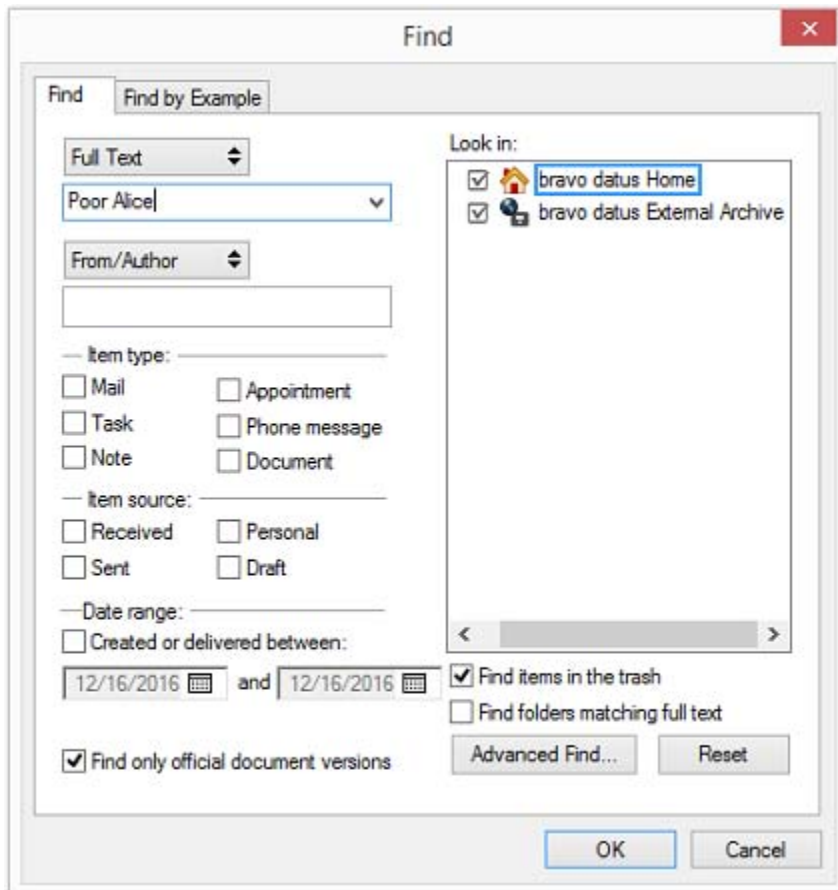 Find
Find
Find by Example
Full Text
Poor Alice
From/Author
Item type:
Mail
Appointment
Task
Phone message
Note
Document
Item source:
Received
Personal
Sent
Draft
Date range:
Created or delivered between:
12/16/2016 and 12/16/2016
Find only official document versions
Look in:
bravo datus Home
bravo datus External Archive
Find items in the trash
Find folders matching full text
Advanced Find...
Reset
OK
Cancel